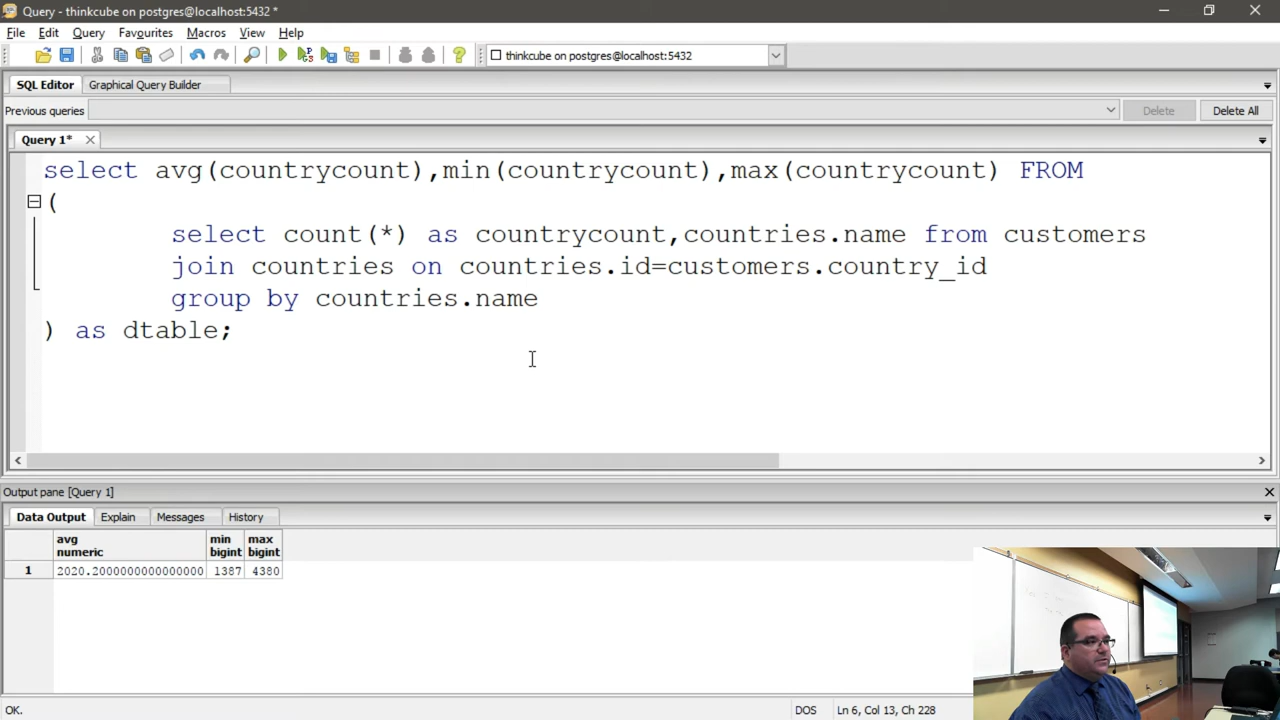 Query - thinkcube on postgres@localhost:5432 *
File Edit Query Favourites Macros View Help
thinkcube on postgres@localhost:5432
SQL Editor Graphical Query Builder
Previous queries Delete Delete All
Query 1*
select avg(countrycount),min(countrycount),max(countrycount) FROM
(
select count(*) as countrycount,countries.name from customers
join countries on countries.id=customers.country_id
group by countries.name
) as dtable;
Output pane [Query 1]
Data Output Explain Messages History
avg min max
numeric bigint bigint
1 2020.2000000000000000 1387 4380
OK. DOS Ln 6, Col 13, Ch 228